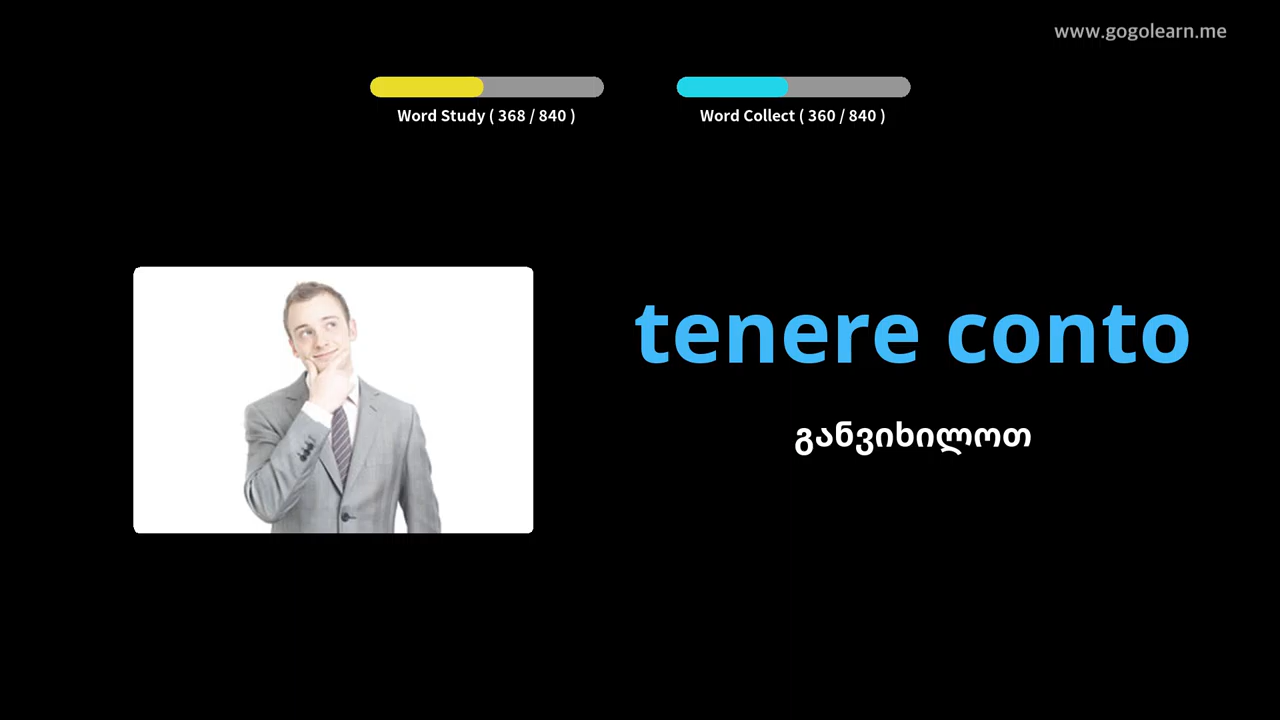 www.gogolearn.me
Word Study ( 368 / 840 )
Word Collect ( 360 / 840 )
tenere conto
განვიხილოთ